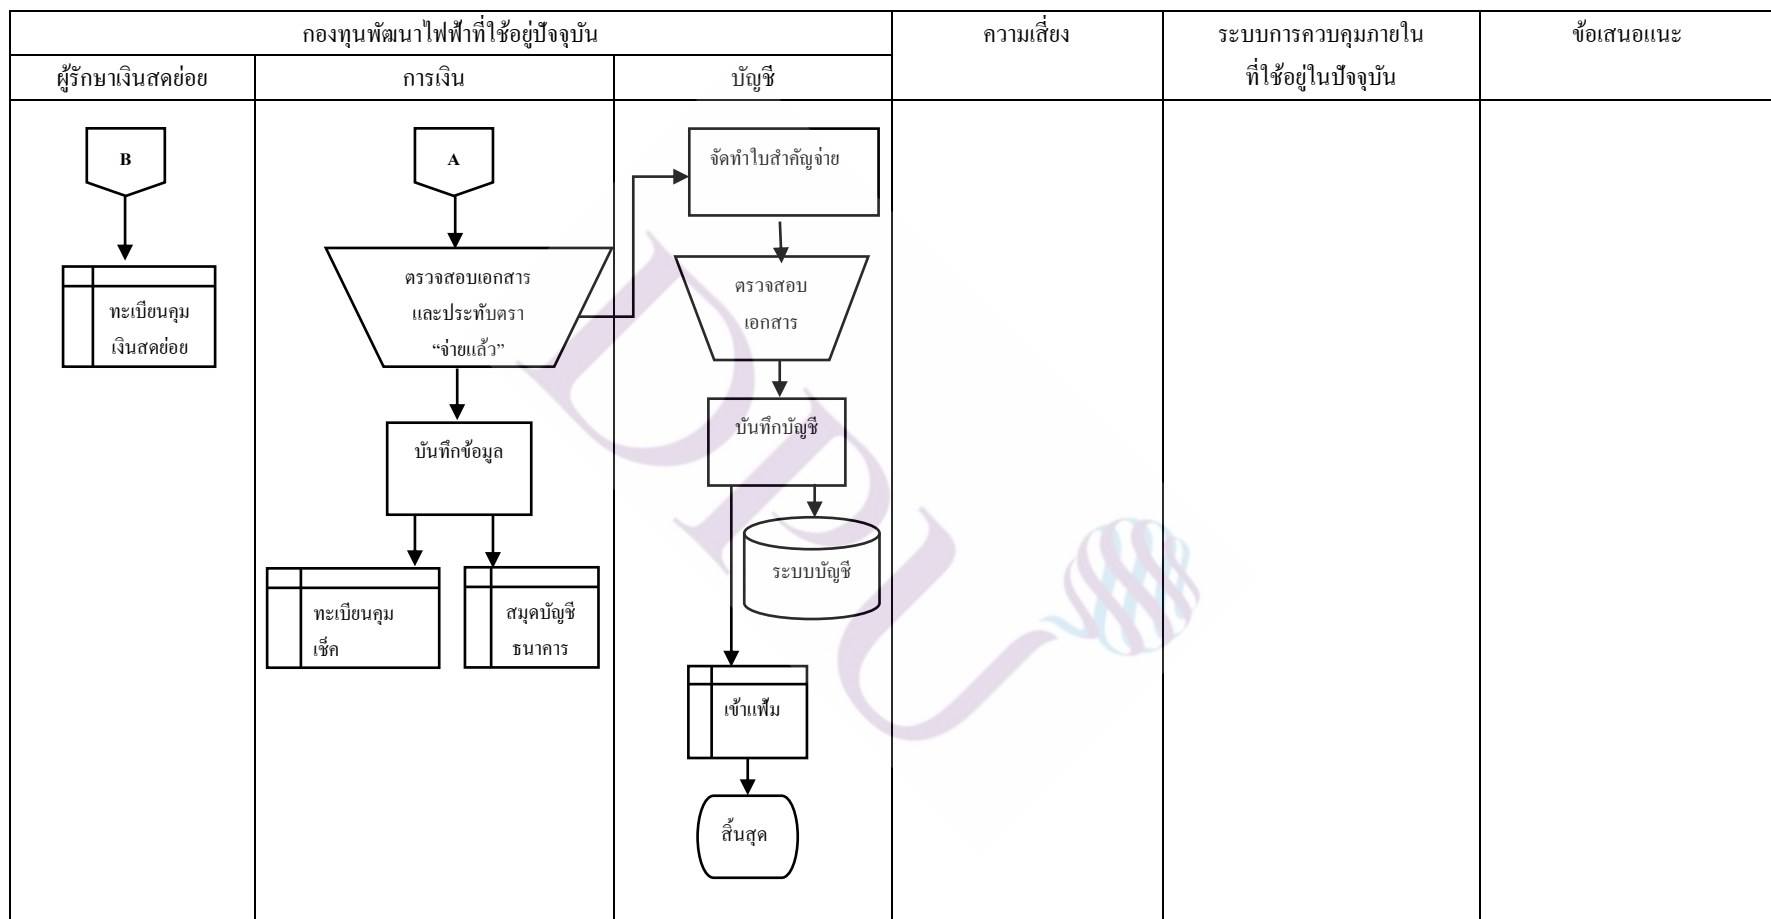 กองทุนพัฒนาไฟฟ้าที่ใช้อยู่ปัจจุบัน
ความเสี่ยง
ระบบการควบคุมภายใน
ที่ใช้อยู่ในปัจจุบัน
ข้อเสนอแนะ
ผู้รักษาเงินสดย่อย
การเงิน
บัญชี
B
ทะเบียนคุม
เงินสดย่อย
A
ตรวจสอบเอกสาร
และประทับตรา
“จ่ายแล้ว”
บันทึกข้อมูล
ทะเบียนคุม
เช็ค
สมุดบัญชี
ธนาคาร
จัดทำใบสำคัญจ่าย
ตรวจสอบ
เอกสาร
บันทึกบัญชี
ระบบบัญชี
เข้าแฟ้ม
สิ้นสุด
DPU